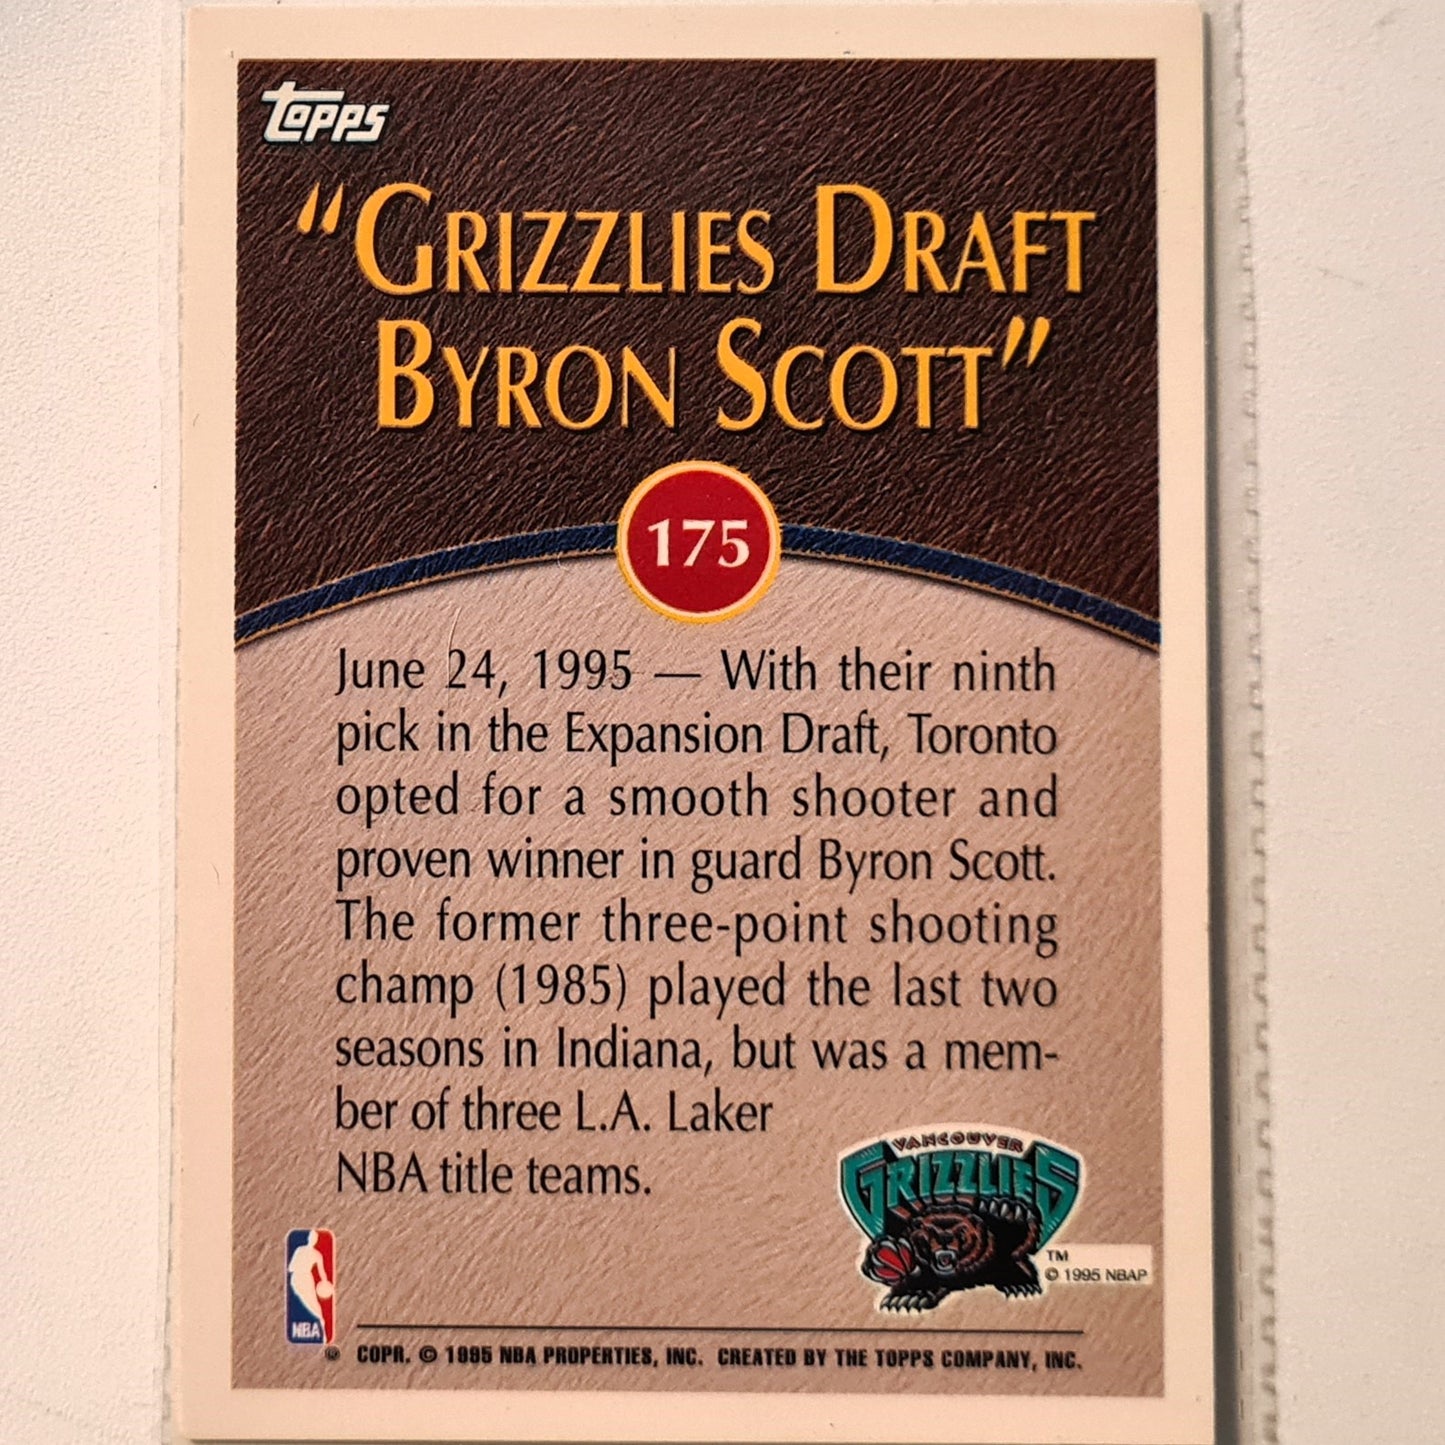 TOPPS
“GRIZZLIES DRAFT
BYRON SCOTT”
175
June 24, 1995 — With their ninth
pick in the Expansion Draft, Toronto
opted for a smooth shooter and
proven winner in guard Byron Scott.
The former three-point shooting
champ (1985) played the last two
seasons in Indiana, but was a mem-
ber of three L.A. Laker
NBA title teams.
VANCOUVER
GRIZZLIES
TM
© 1995 NBAP
NBA
® COPR. © 1995 NBA PROPERTIES, INC. CREATED BY THE TOPPS COMPANY, INC.